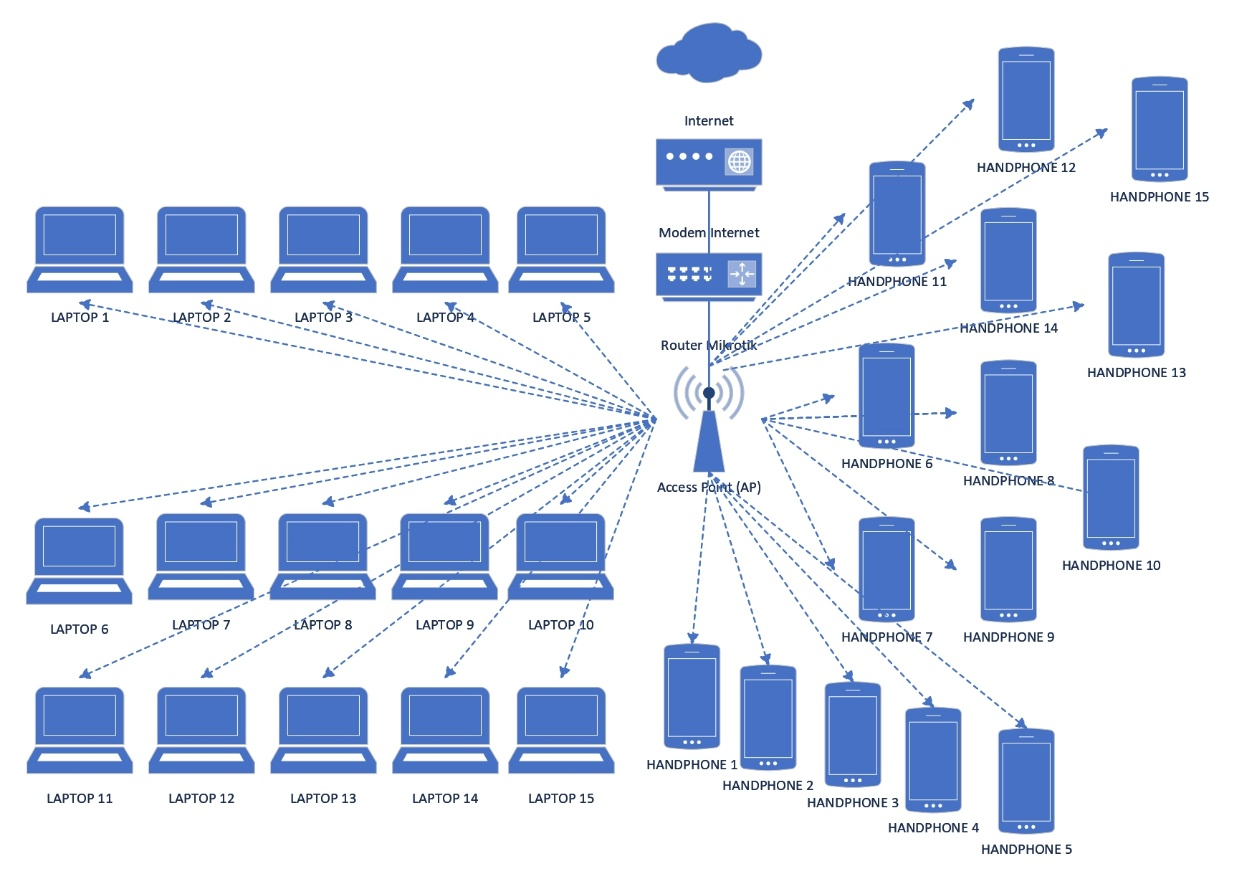 Internet
Modem Internet
Router Mikrotik
Access Point (AP)
LAPTOP 1
LAPTOP 2
LAPTOP 3
LAPTOP 4
LAPTOP 5
LAPTOP 6
LAPTOP 7
LAPTOP 8
LAPTOP 9
LAPTOP 10
LAPTOP 11
LAPTOP 12
LAPTOP 13
LAPTOP 14
LAPTOP 15
HANDPHONE 12
HANDPHONE 15
HANDPHONE 11
HANDPHONE 14
HANDPHONE 13
HANDPHONE 6
HANDPHONE 8
HANDPHONE 10
HANDPHONE 7
HANDPHONE 9
HANDPHONE 1
HANDPHONE 2
HANDPHONE 3
HANDPHONE 4
HANDPHONE 5